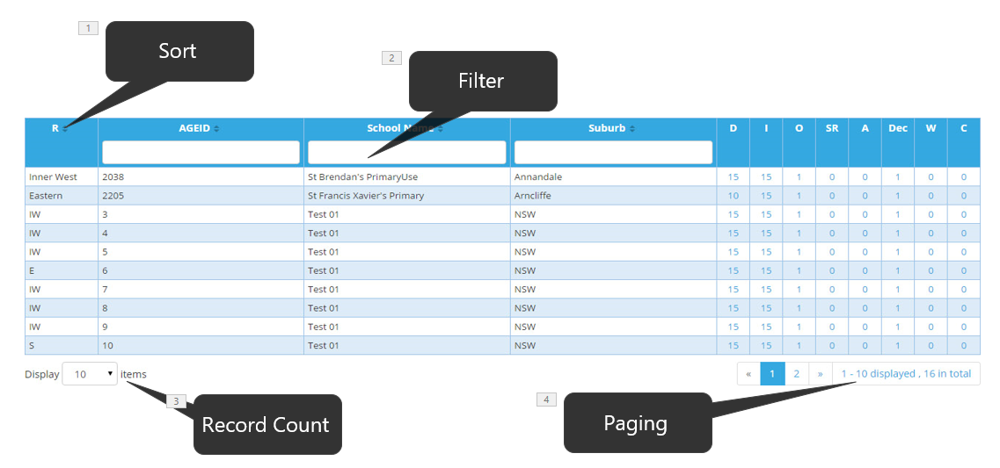 1
Sort
2
Filter
R AGEID School Name Suburb D I O SR A Dec W C
Inner West 2038 St Brendan's PrimaryUse Annandale 15 15 1 0 0 1 0 0
Eastern 2205 St Francis Xavier's Primary Arncliffe 10 15 1 0 0 1 0 0
IW 3 Test 01 NSW 15 15 1 0 0 1 0 0
IW 4 Test 01 NSW 15 15 1 0 0 1 0 0
IW 5 Test 01 NSW 15 15 1 0 0 1 0 0
E 6 Test 01 NSW 15 15 1 0 0 1 0 0
IW 7 Test 01 NSW 15 15 1 0 0 1 0 0
IW 8 Test 01 NSW 15 15 1 0 0 1 0 0
IW 9 Test 01 NSW 15 15 1 0 0 1 0 0
S 10 Test 01 NSW 15 15 1 0 0 1 0 0
Display 10 items
« 1 2 » 1 - 10 displayed , 16 in total
3
Record Count
4
Paging